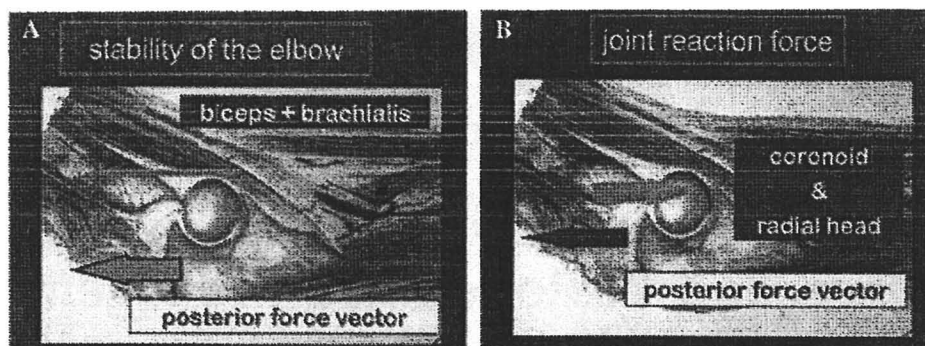 A
stability of the elbow
biceps + brachialis
posterior force vector
B
joint reaction force
coronoid
&
radial head
posterior force vector